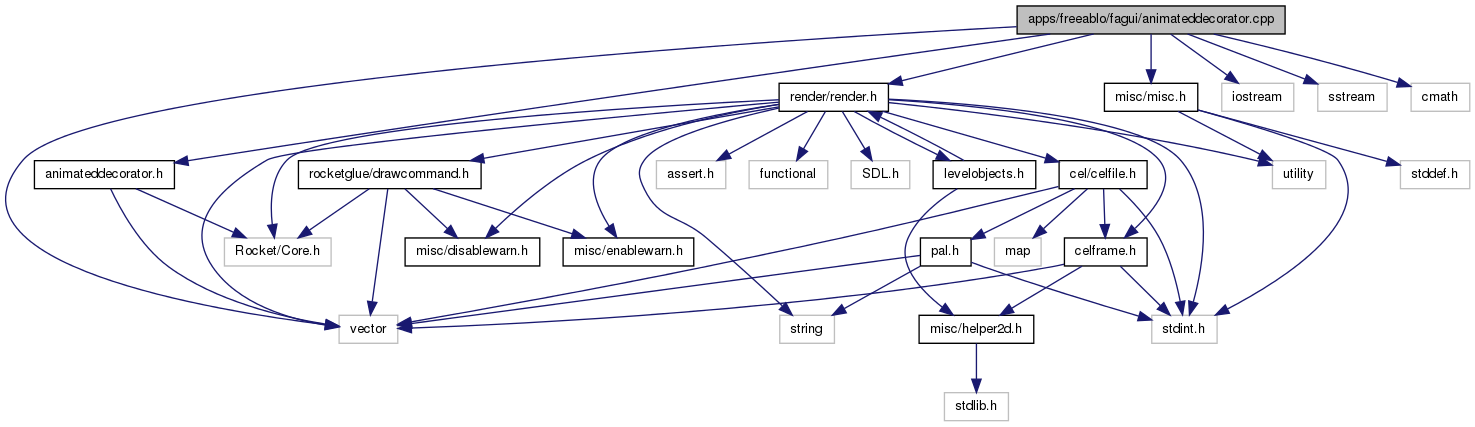 apps/freeablo/fagui/animateddecorator.cpp
render/render.h
misc/misc.h
iostream
sstream
cmath
animateddecorator.h
rocketglue/drawcommand.h
assert.h
functional
SDL.h
levelobjects.h
cel/celfile.h
utility
stddef.h
Rocket/Core.h
misc/disablewarn.h
misc/enablewarn.h
pal.h
map
celframe.h
vector
string
misc/helper2d.h
stdint.h
stdlib.h